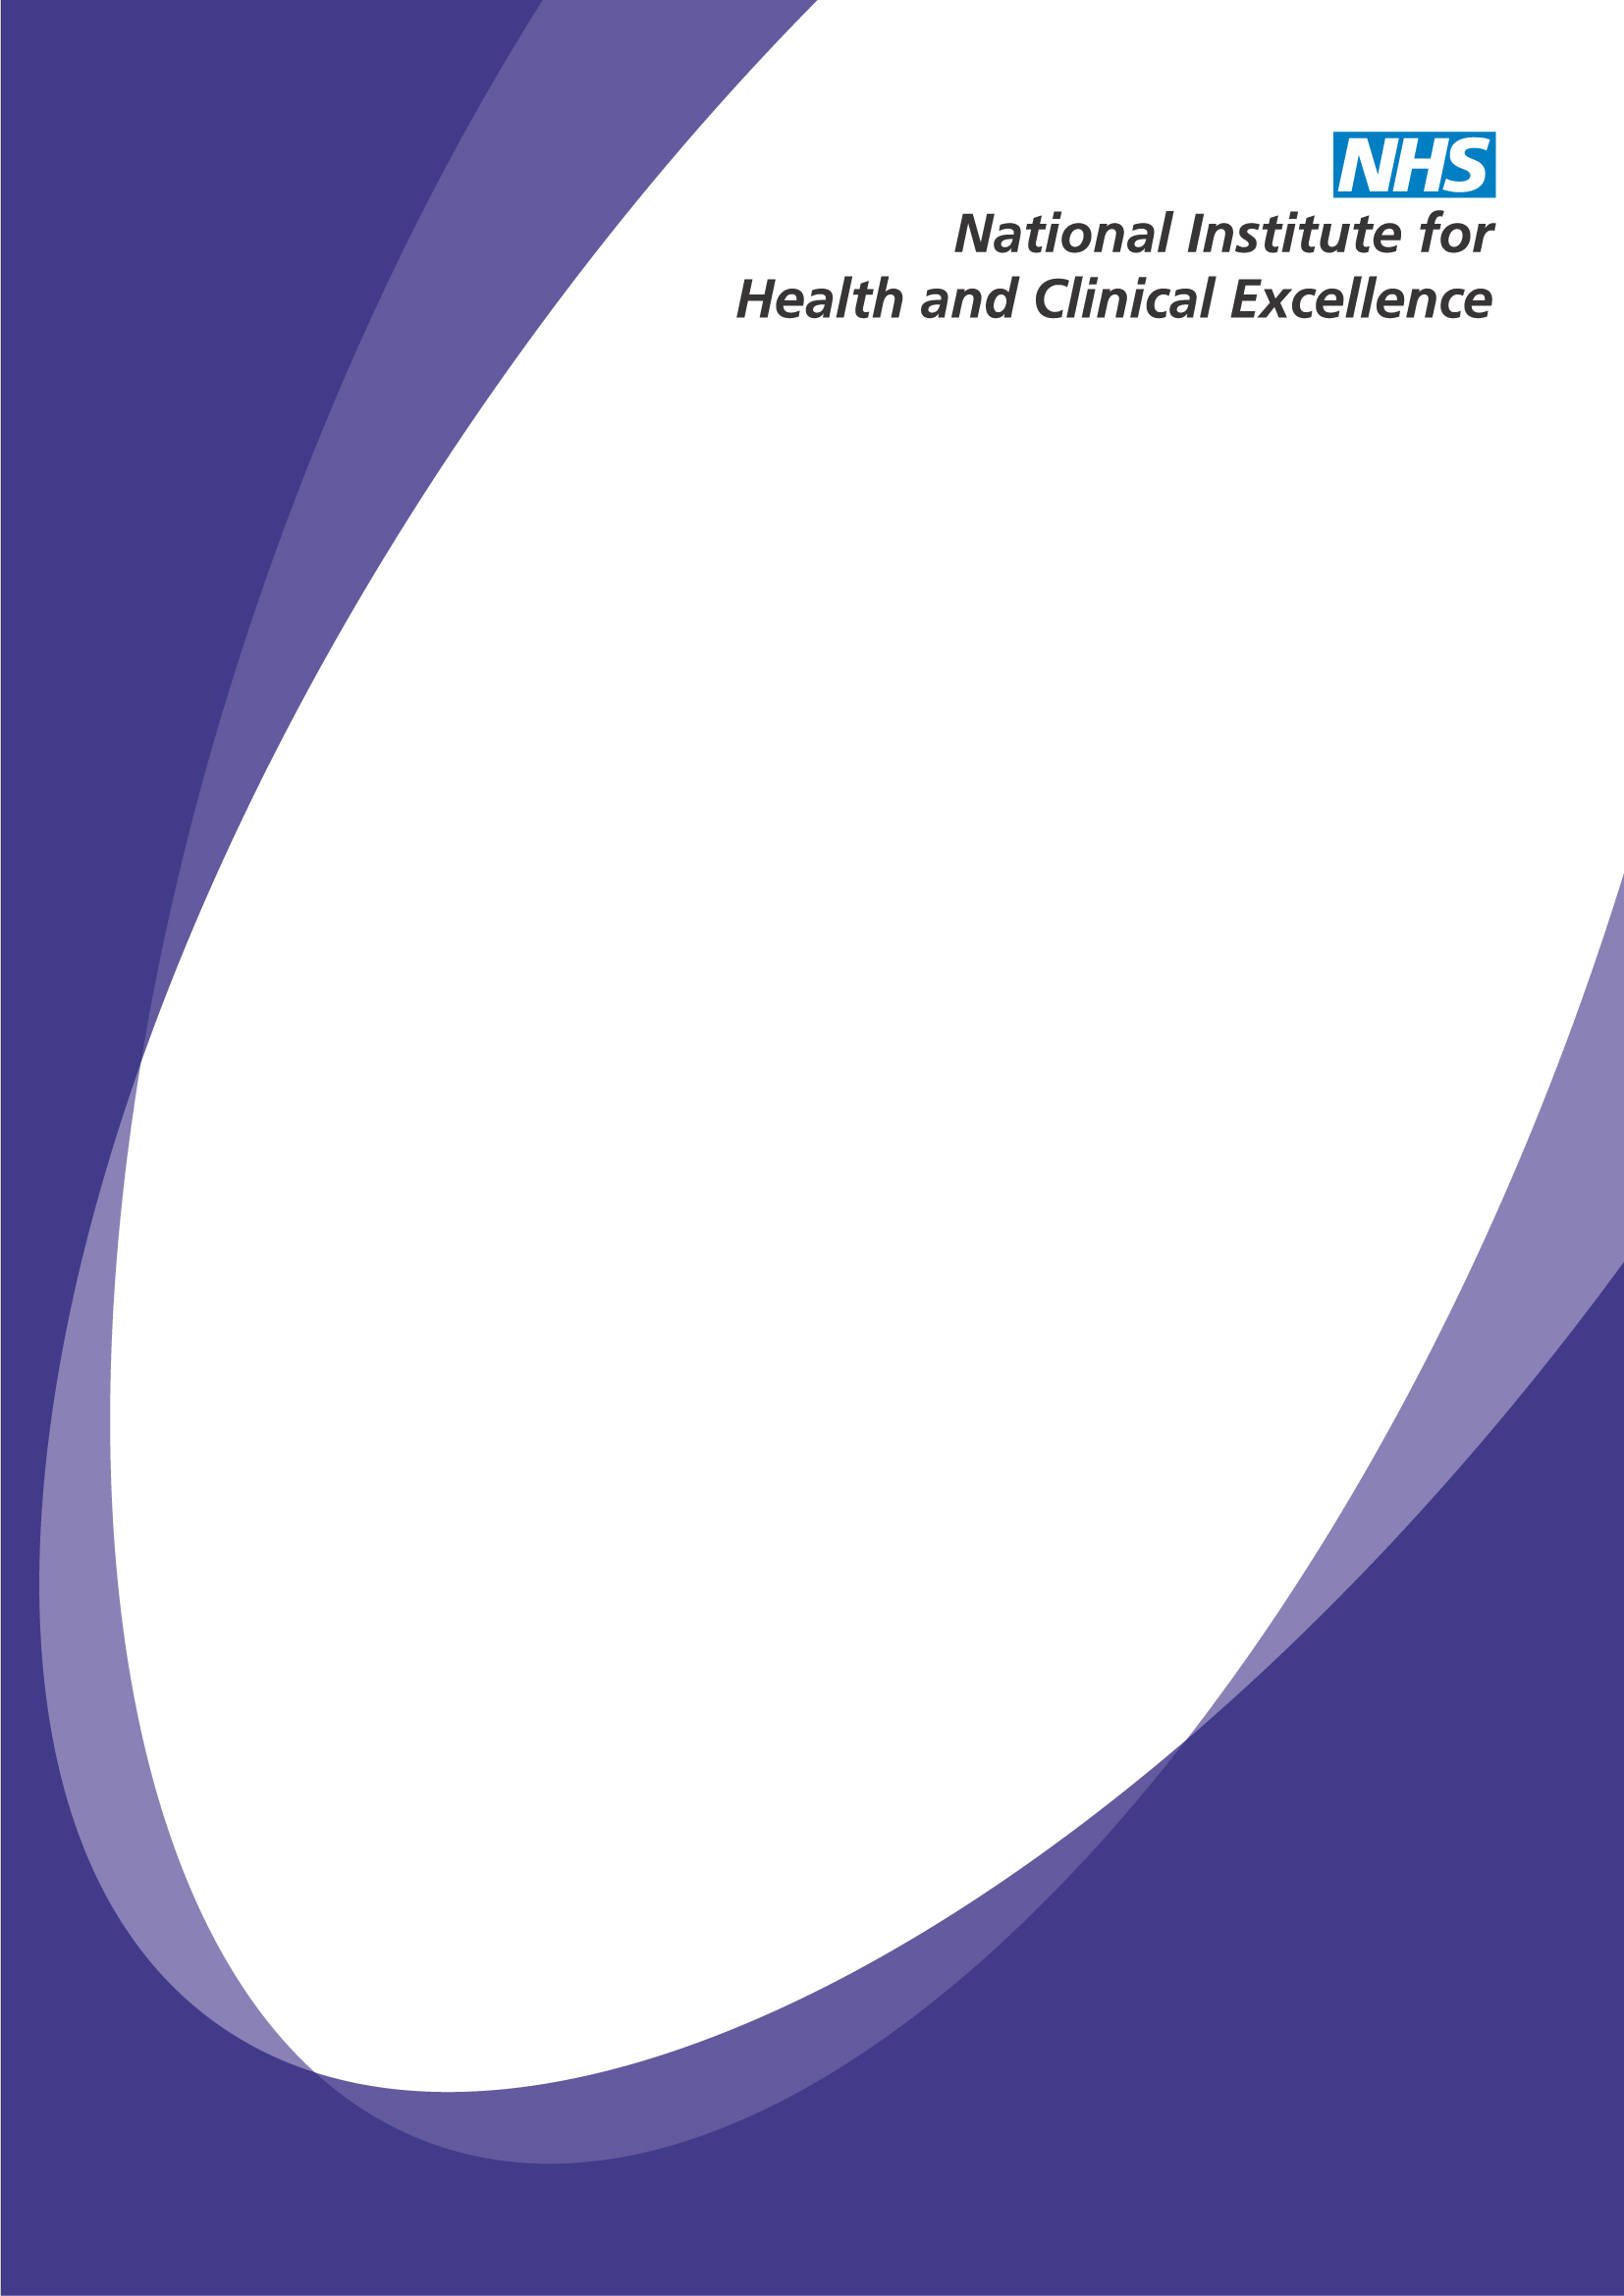 NHS
National Institute for
Health and Clinical Excellence